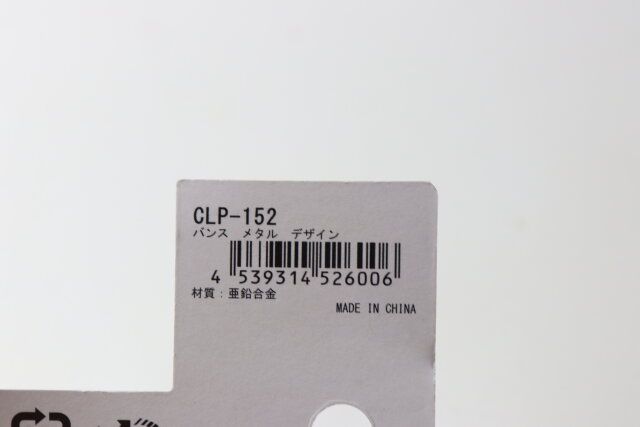 CLP-152
バンス メタル デザイン
4 539314 526006
材質：亜鉛合金
MADE IN CHINA